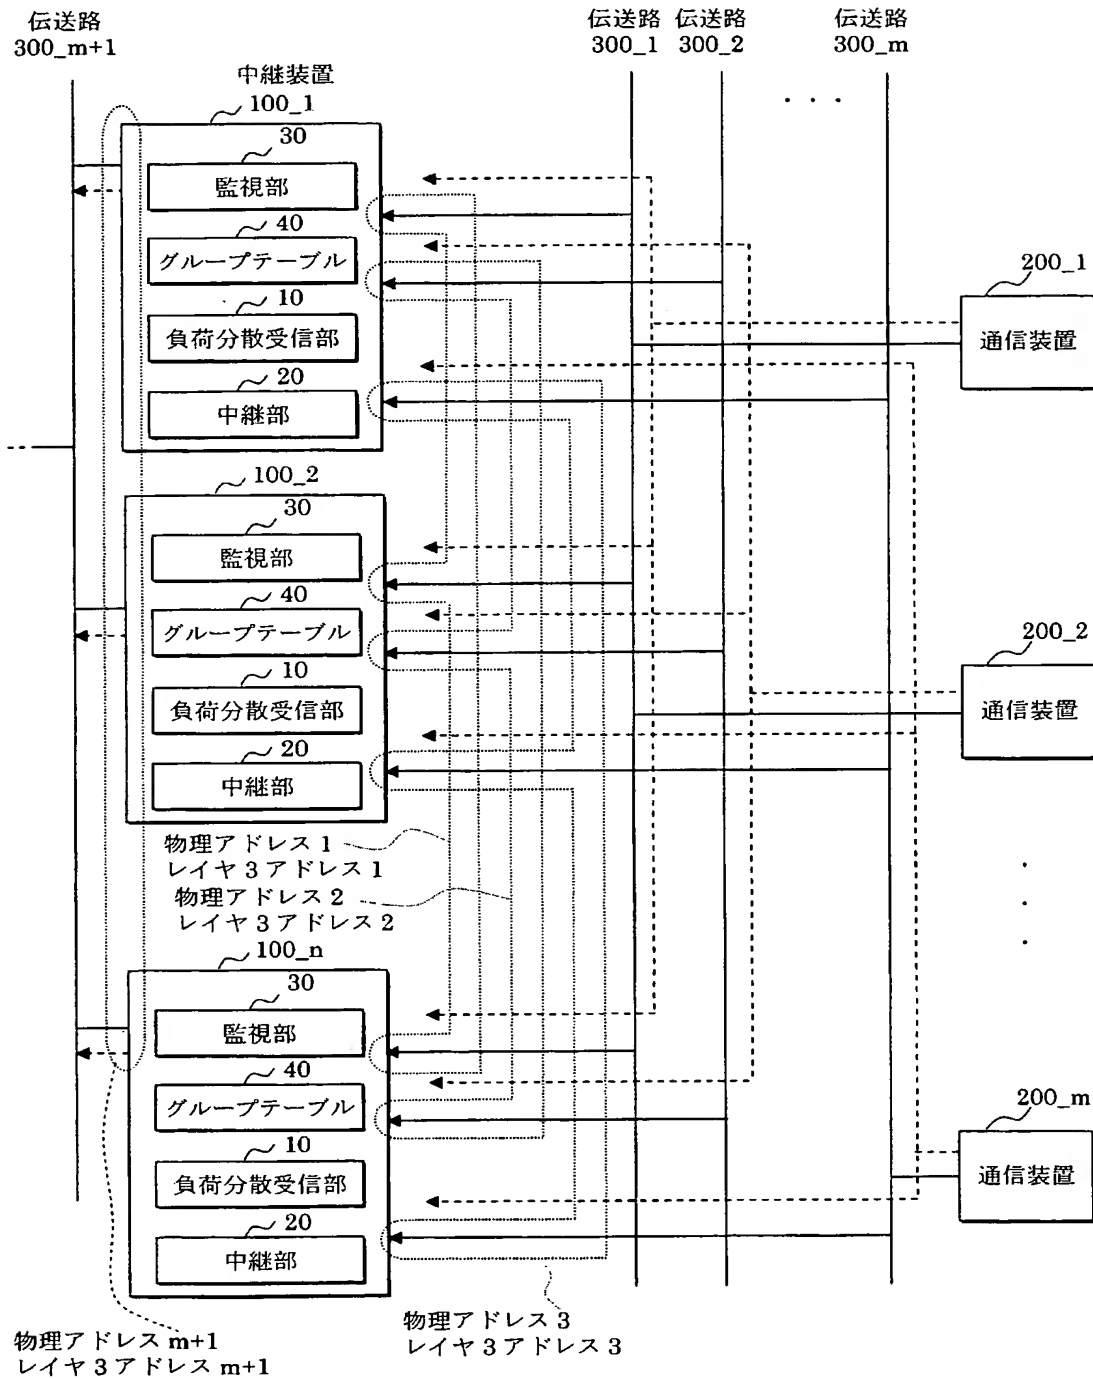 伝送路
300_m+1
伝送路
300_1
伝送路
300_2
伝送路
300_m
. . .
中継装置
100_1
30
監視部
40
グループテーブル
10
負荷分散受信部
20
中継部
200_1
通信装置
100_2
30
監視部
40
グループテーブル
10
負荷分散受信部
20
中継部
200_2
通信装置
物理アドレス 1
レイヤ 3 アドレス 1
物理アドレス 2
レイヤ 3 アドレス 2
100_n
30
監視部
40
グループテーブル
10
負荷分散受信部
20
中継部
200_m
通信装置
物理アドレス 3
レイヤ 3 アドレス 3
物理アドレス m+1
レイヤ 3 アドレス m+1